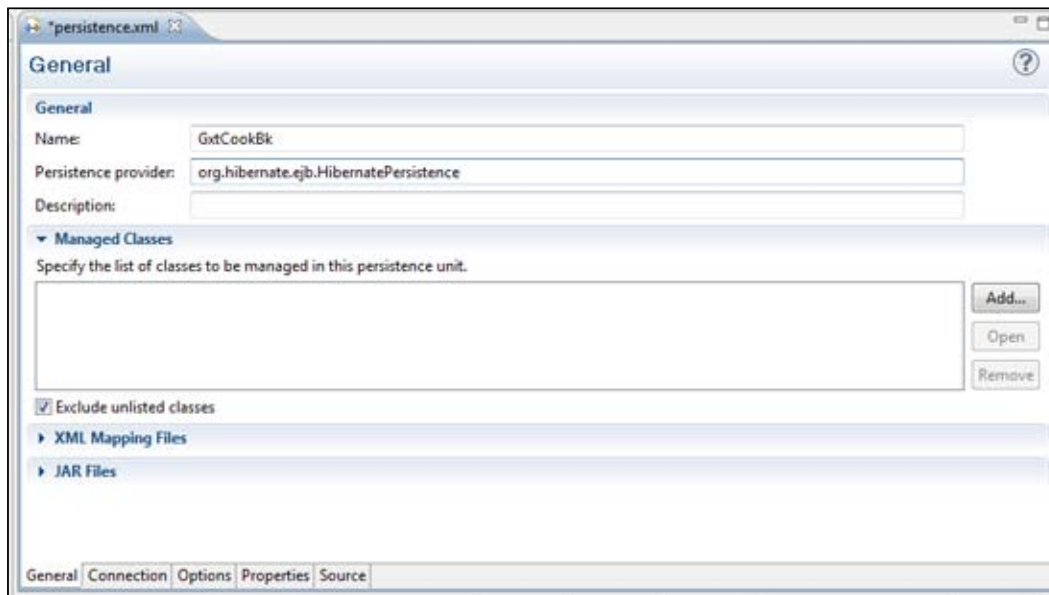 *persistence.xml
General
General
Name: GxtCookBk
Persistence provider: org.hibernate.ejb.HibernatePersistence
Description:
Managed Classes
Specify the list of classes to be managed in this persistence unit.
Add...
Open
Remove
Exclude unlisted classes
XML Mapping Files
JAR Files
General Connection Options Properties Source